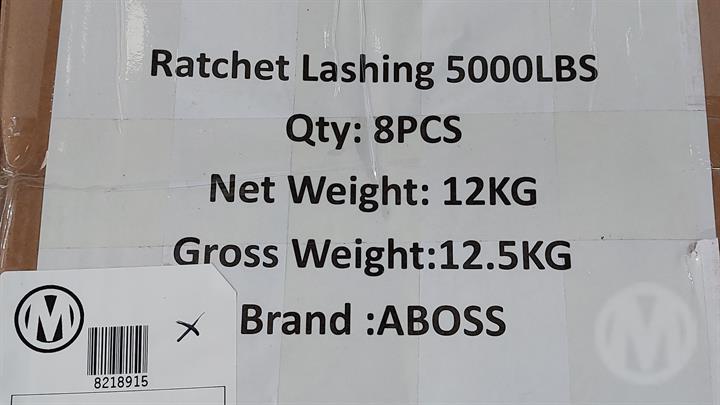 Ratchet Lashing 5000LBS
Qty: 8PCS
Net Weight: 12KG
Gross Weight:12.5KG
Brand :ABOSS
M
8218915
M